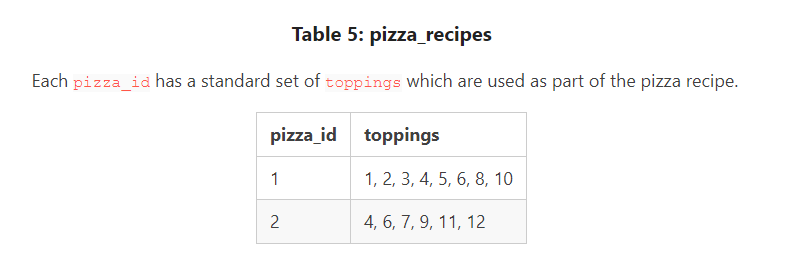 Table 5: pizza_recipes
Each pizza_id has a standard set of toppings which are used as part of the pizza recipe.
pizza_id toppings
1 1, 2, 3, 4, 5, 6, 8, 10
2 4, 6, 7, 9, 11, 12